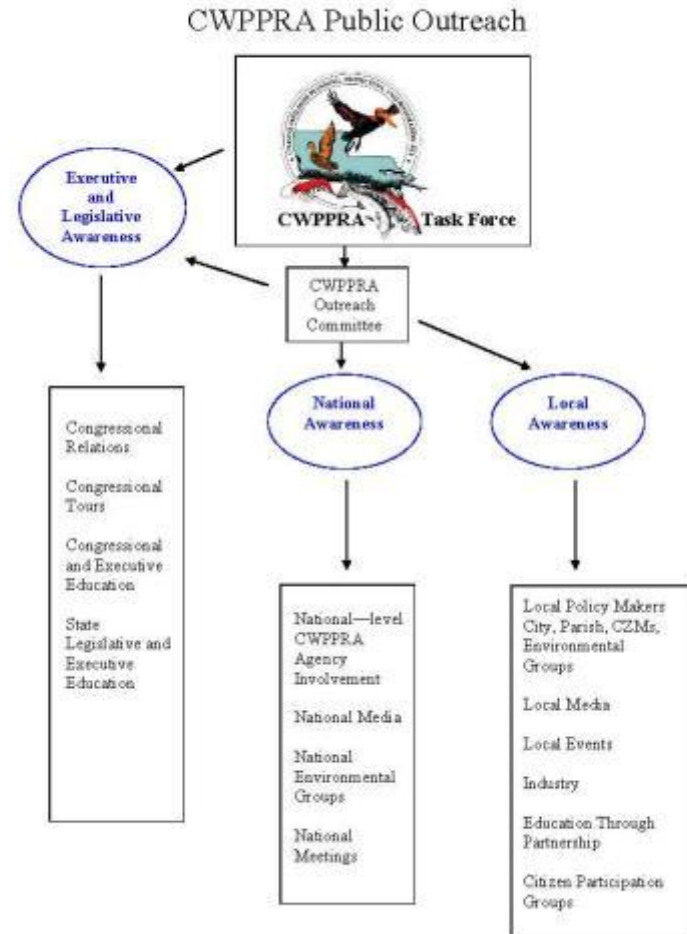 CWPPRA Public Outreach
CWPPRA
Task Force
Executive
and
Legislative
Awareness
CWPPRA
Outreach
Committee
National
Awareness
Local
Awareness
Congressional
Relations
Congressional
Tours
Congressional
and Executive
Education
State
Legislative and
Executive
Education
National—level
CWPPRA
Agency
Involvement
National Media
National
Environmental
Groups
National
Meetings
Local Policy Makers
City, Parish, CZMs,
Environmental
Groups
Local Media
Local Events
Industry
Education Through
Partnership
Citizen Participation
Groups